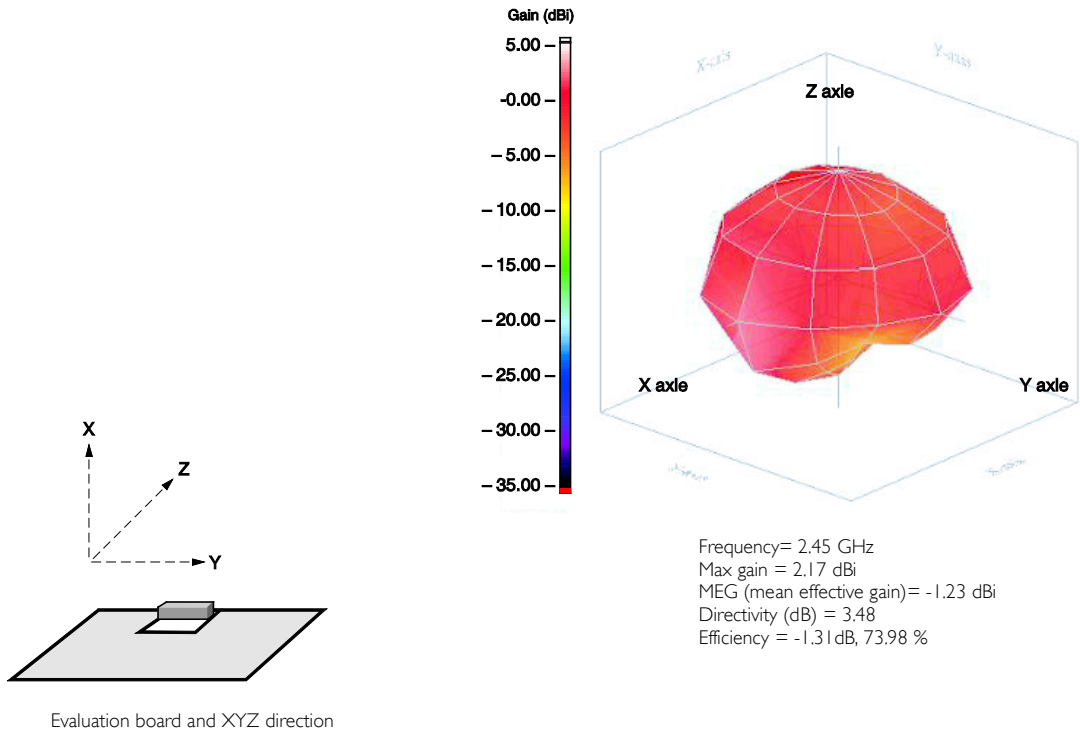 Gain (dBi)
5.00
-0.00
– 5.00
– 10.00
– 15.00
– 20.00
– 25.00
– 30.00
– 35.00
X-axis
Y-axis
Z axle
X axle
Y axle
X
Z
Y
Evaluation board and XYZ direction
Frequency= 2.45 GHz
Max gain = 2.17 dBi
MEG (mean effective gain)= -1.23 dBi
Directivity (dB) = 3.48
Efficiency = -1.31dB, 73.98 %